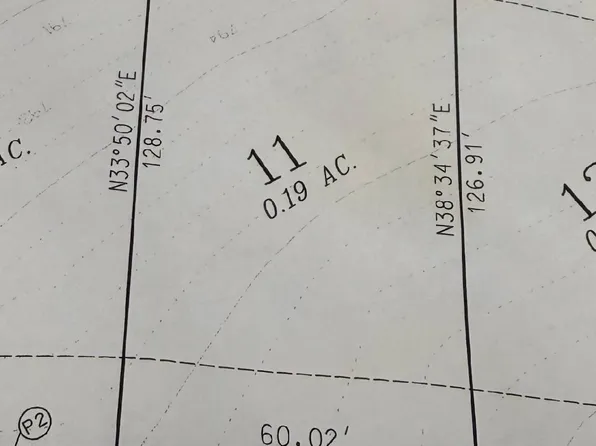 N33°50'02"E
128.75'
11
0.19 AC.
N38°34'37"E
126.91'
AC.
P2
60.02'